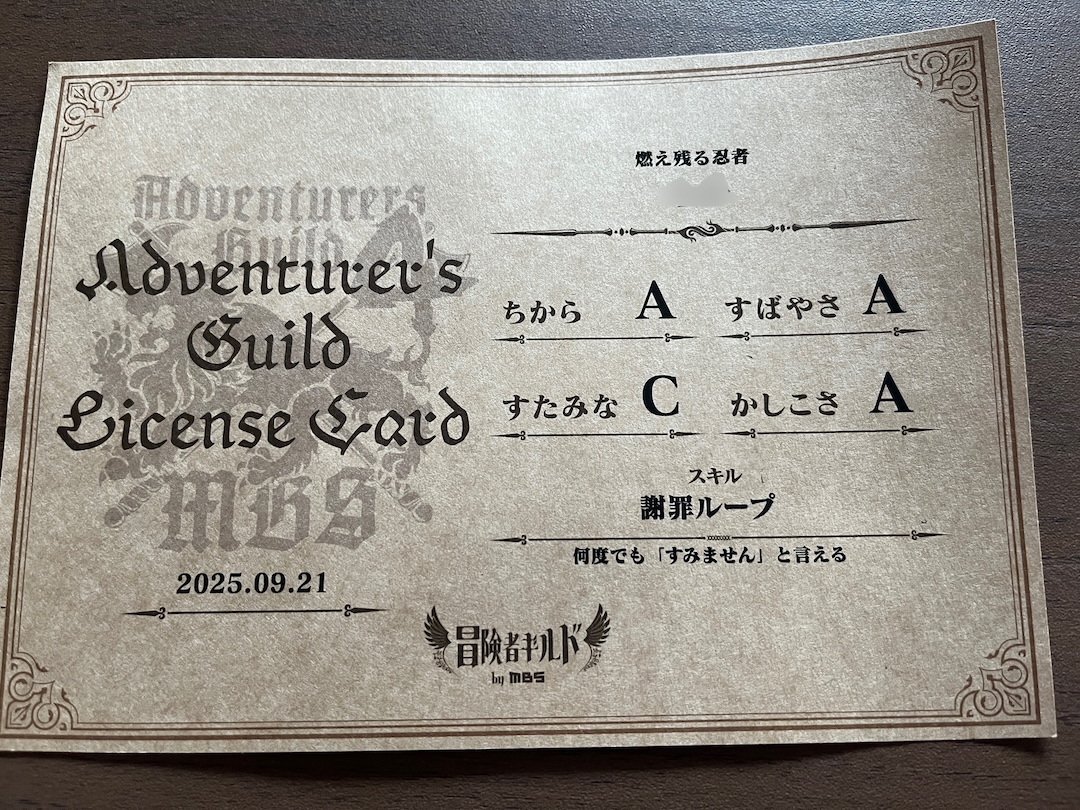 Adventurers
Guild
Adventurer's
Guild
License Card
MBS
2025.09.21
燃え残る忍者
ちから A すばやさ A
すたみな C かしこさ A
スキル
謝罪ループ
何度でも「すみません」と言える
冒険者ギルド
by MBS